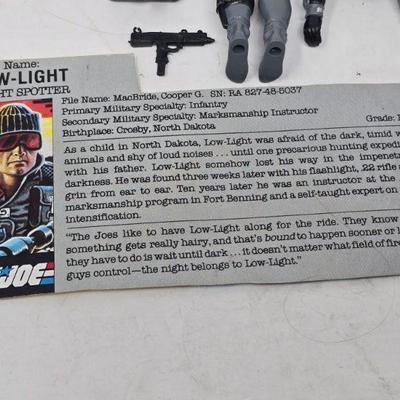 Name:
W-LIGHT
HT SPOTTER
File Name: MacBride, Cooper G. SN: RA 827-48-5037
Primary Military Specialty: Infantry
Secondary Military Specialty: Marksmanship Instructor
Birthplace: Crosby, North Dakota Grade:
As a child in North Dakota, Low-Light was afraid of the dark, timid w
animals and shy of loud noises . . . until one precarious hunting expedi
with his father. Low-Light somehow lost his way in the impenetr
darkness. He was found three weeks later with his flashlight, .22 rifle a
grin from ear to ear. Ten years later he was an instructor at the
marksmanship program in Fort Benning and a self-taught expert on
intensification.
"The Joes like to have Low-Light along for the ride. They know
something gets really hairy, and that's bound to happen sooner or l
they have to do is wait until dark . . . it doesn't matter what field of fire
guys control—the night belongs to Low-Light."
JOE